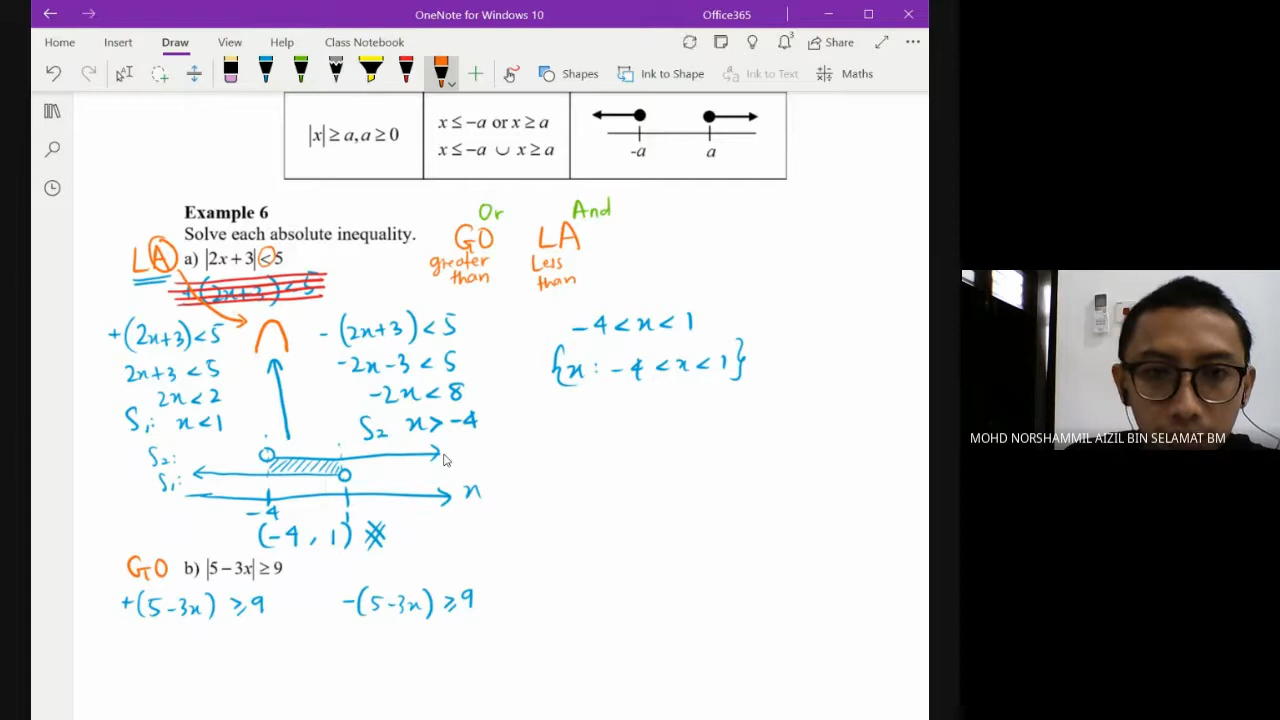 OneNote for Windows 10
Office365
Home Insert Draw View Help Class Notebook
3
Share
Shapes Ink to Shape Ink to Text Maths
|x| ≥ a, a ≥ 0
x ≤ −a or x ≥ a
x ≤ −a ∪ x ≥ a
-a a
Example 6
Solve each absolute inequality.
Or And
GO LA
greater than
Less than
LA a) |2x + 3| < 5
+(2x+3) < 5
+(2x+3) < 5
2x+3 < 5
2x < 2
S₁: x < 1
∩
-(2x+3) < 5
-2x-3 < 5
-2x < 8
S₂ x > -4
-4 < x < 1
{x : -4 < x < 1}
S₂:
S₁:
x
-4 1
(-4, 1)
GO b) |5 − 3x| ≥ 9
+(5-3x) ≥ 9 -(5-3x) ≥ 9
MOHD NORSHAMMIL AIZIL BIN SELAMAT BM